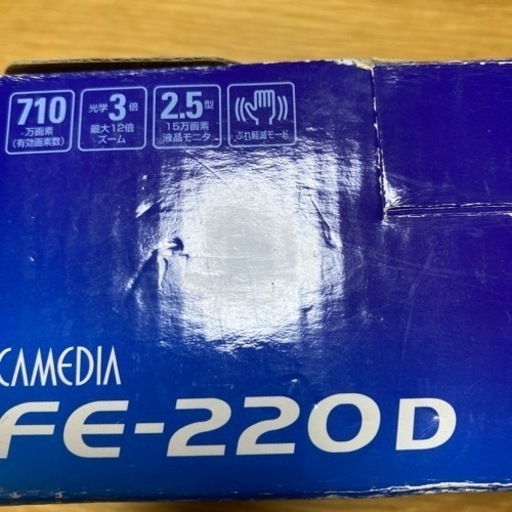 710
万画素
(有効画素数)
光学3倍
最大12倍
ズーム
2.5型
15万画素
液晶モニター
ぶれ軽減モード
CAMEDIA
FE-220D